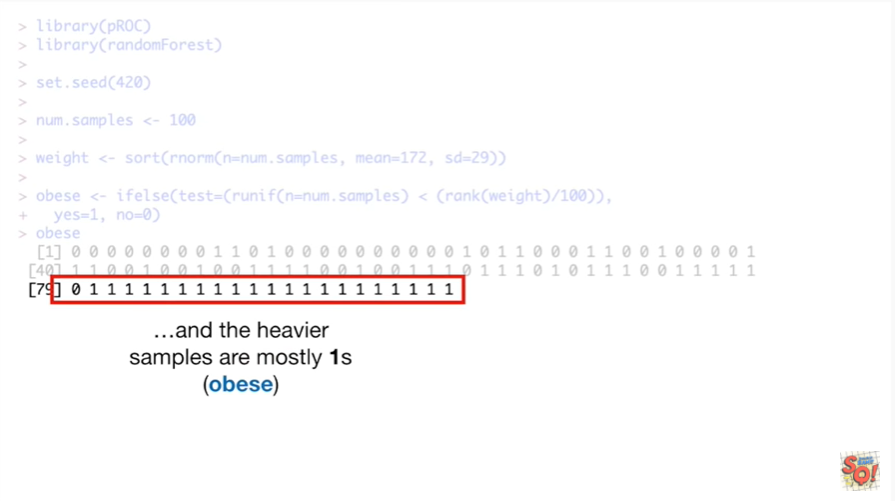 > library(pROC)
> library(randomForest)
>
> set.seed(420)
>
> num.samples <- 100
>
> weight <- sort(rnorm(n=num.samples, mean=172, sd=29))
>
> obese <- ifelse(test=(runif(n=num.samples) < (rank(weight)/100)),
+   yes=1, no=0)
> obese
[1] 0 0 0 0 0 0 0 0 1 1 0 1 0 0 0 0 0 0 0 0 0 0 1 0 1 1 0 0 0 1 1 0 0 1 0 0 0 0 1
[40] 1 1 0 0 1 0 0 1 0 0 1 1 1 1 0 0 1 0 0 1 1 1 0 1 1 1 0 1 0 1 1 1 0 0 1 1 1 1 1
[79] 0 1 1 1 1 1 1 1 1 1 1 1 1 1 1 1 1 1 1 1 1 1
…and the heavier
samples are mostly 1s
(obese)